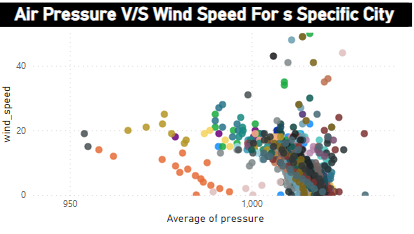 Air Pressure V/S Wind Speed For s Specific City
40
20
0
wind_speed
950
1,000
Average of pressure